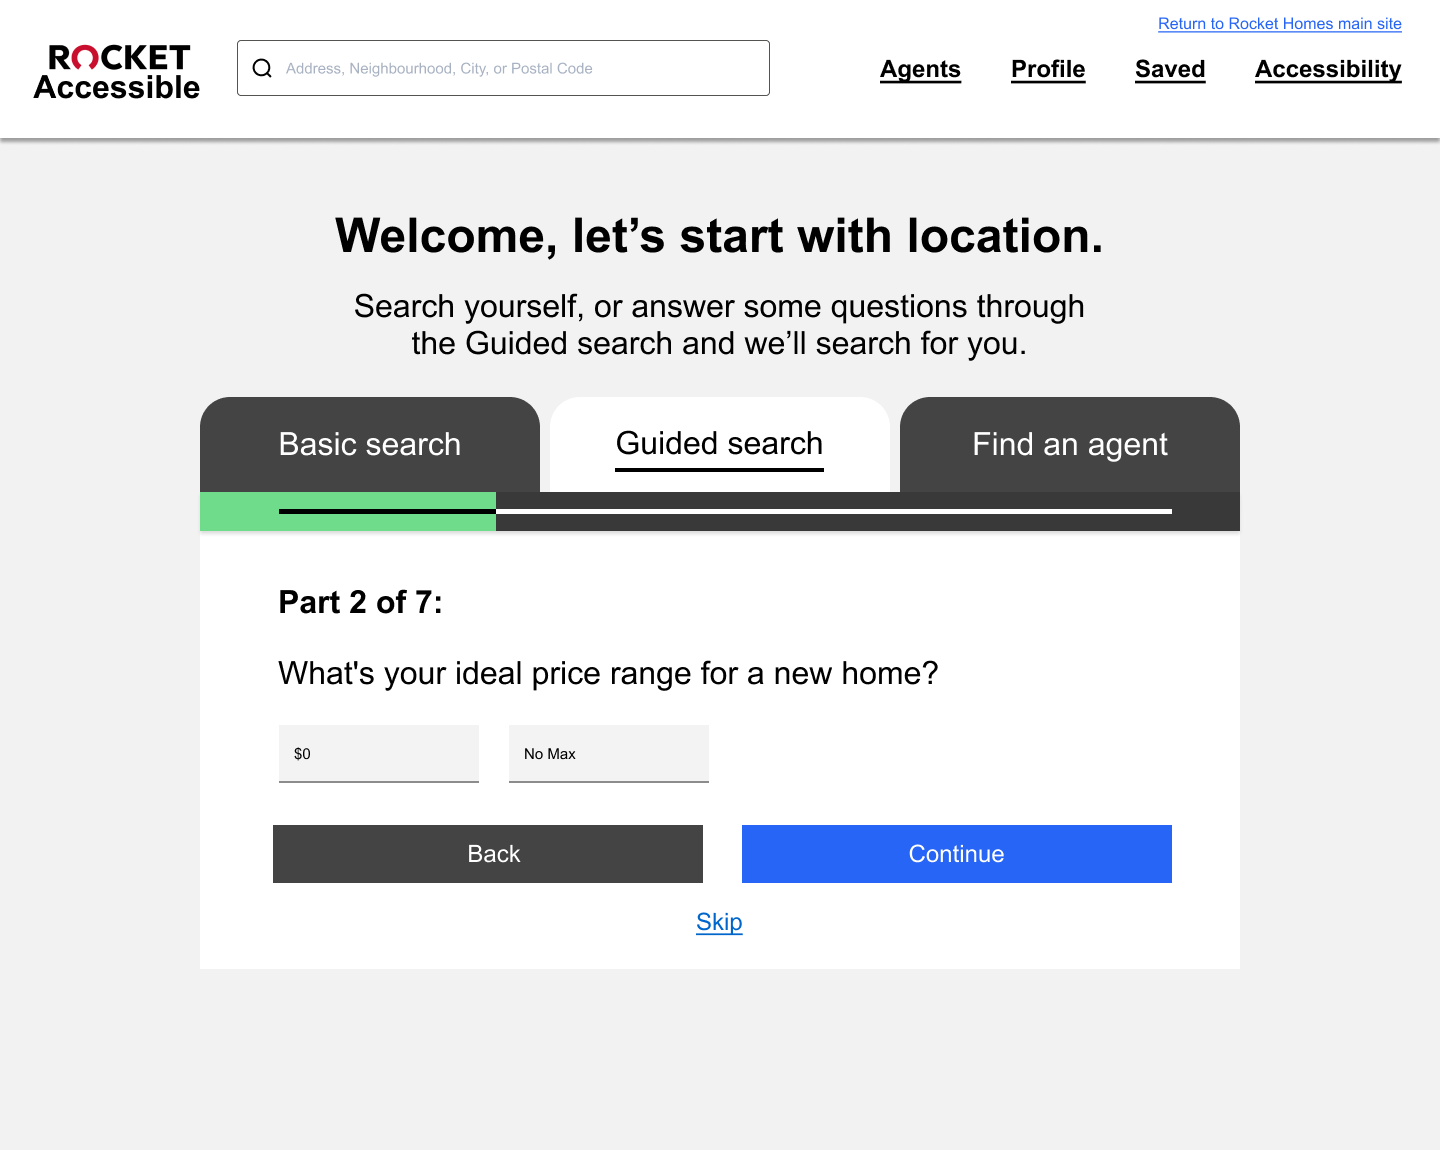 Return to Rocket Homes main site
ROCKET
Accessible
Address, Neighbourhood, City, or Postal Code
Agents
Profile
Saved
Accessibility
Welcome, let’s start with location.
Search yourself, or answer some questions through
the Guided search and we’ll search for you.
Basic search
Guided search
Find an agent
Part 2 of 7:
What's your ideal price range for a new home?
$0
No Max
Back
Continue
Skip